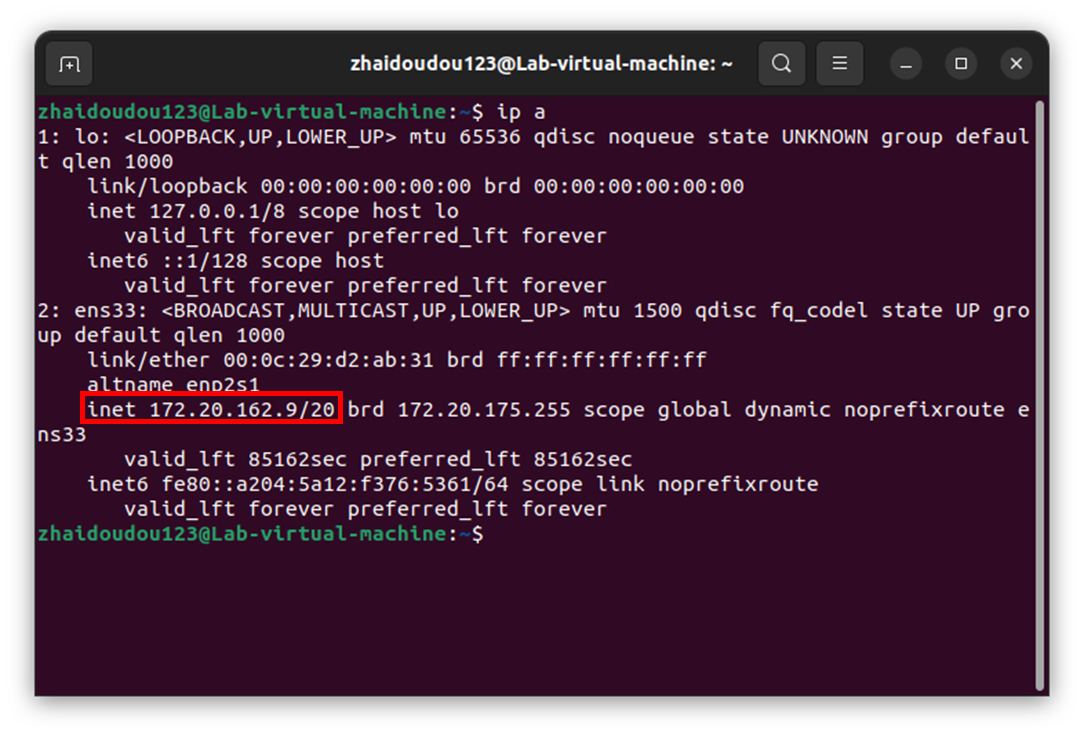 zhaidoudou123@Lab-virtual-machine: ~
zhaidoudou123@Lab-virtual-machine:~$ ip a
1: lo: <LOOPBACK,UP,LOWER_UP> mtu 65536 qdisc noqueue state UNKNOWN group defaul
t qlen 1000
    link/loopback 00:00:00:00:00:00 brd 00:00:00:00:00:00
    inet 127.0.0.1/8 scope host lo
       valid_lft forever preferred_lft forever
    inet6 ::1/128 scope host
       valid_lft forever preferred_lft forever
2: ens33: <BROADCAST,MULTICAST,UP,LOWER_UP> mtu 1500 qdisc fq_codel state UP gro
up default qlen 1000
    link/ether 00:0c:29:d2:ab:31 brd ff:ff:ff:ff:ff:ff
    altname enp2s1
    inet 172.20.162.9/20 brd 172.20.175.255 scope global dynamic noprefixroute e
ns33
       valid_lft 85162sec preferred_lft 85162sec
    inet6 fe80::a204:5a12:f376:5361/64 scope link noprefixroute
       valid_lft forever preferred_lft forever
zhaidoudou123@Lab-virtual-machine:~$